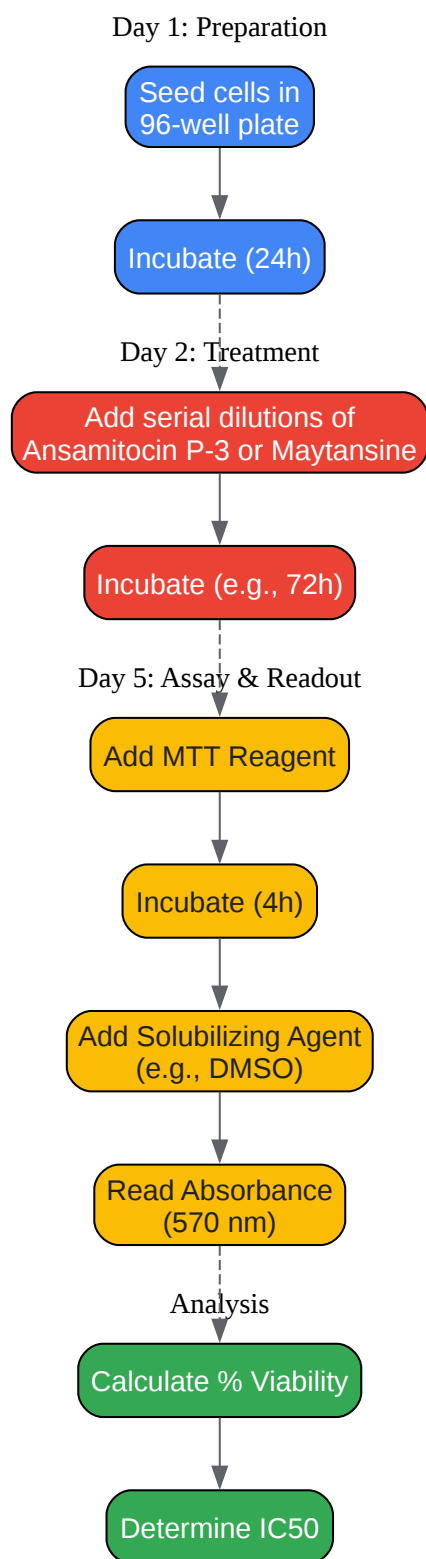 Day 1: Preparation
Seed cells in
96-well plate
Incubate (24h)
Day 2: Treatment
Add serial dilutions of
Ansamitocin P-3 or Maytansine
Incubate (e.g., 72h)
Day 5: Assay & Readout
Add MTT Reagent
Incubate (4h)
Add Solubilizing Agent
(e.g., DMSO)
Read Absorbance
(570 nm)
Analysis
Calculate % Viability
Determine IC50